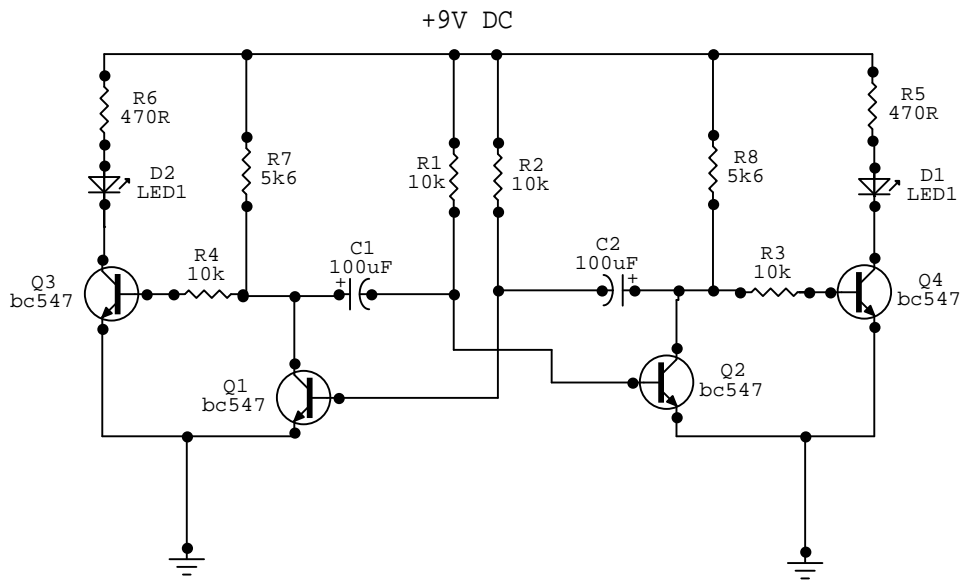 +9V DC
R6
470R
D2
LED1
R7
5k6
R1
10k
R2
10k
R8
5k6
R5
470R
D1
LED1
Q3
bc547
R4
10k
C1
100uF
+
C2
100uF
+
R3
10k
Q4
bc547
Q1
bc547
Q2
bc547